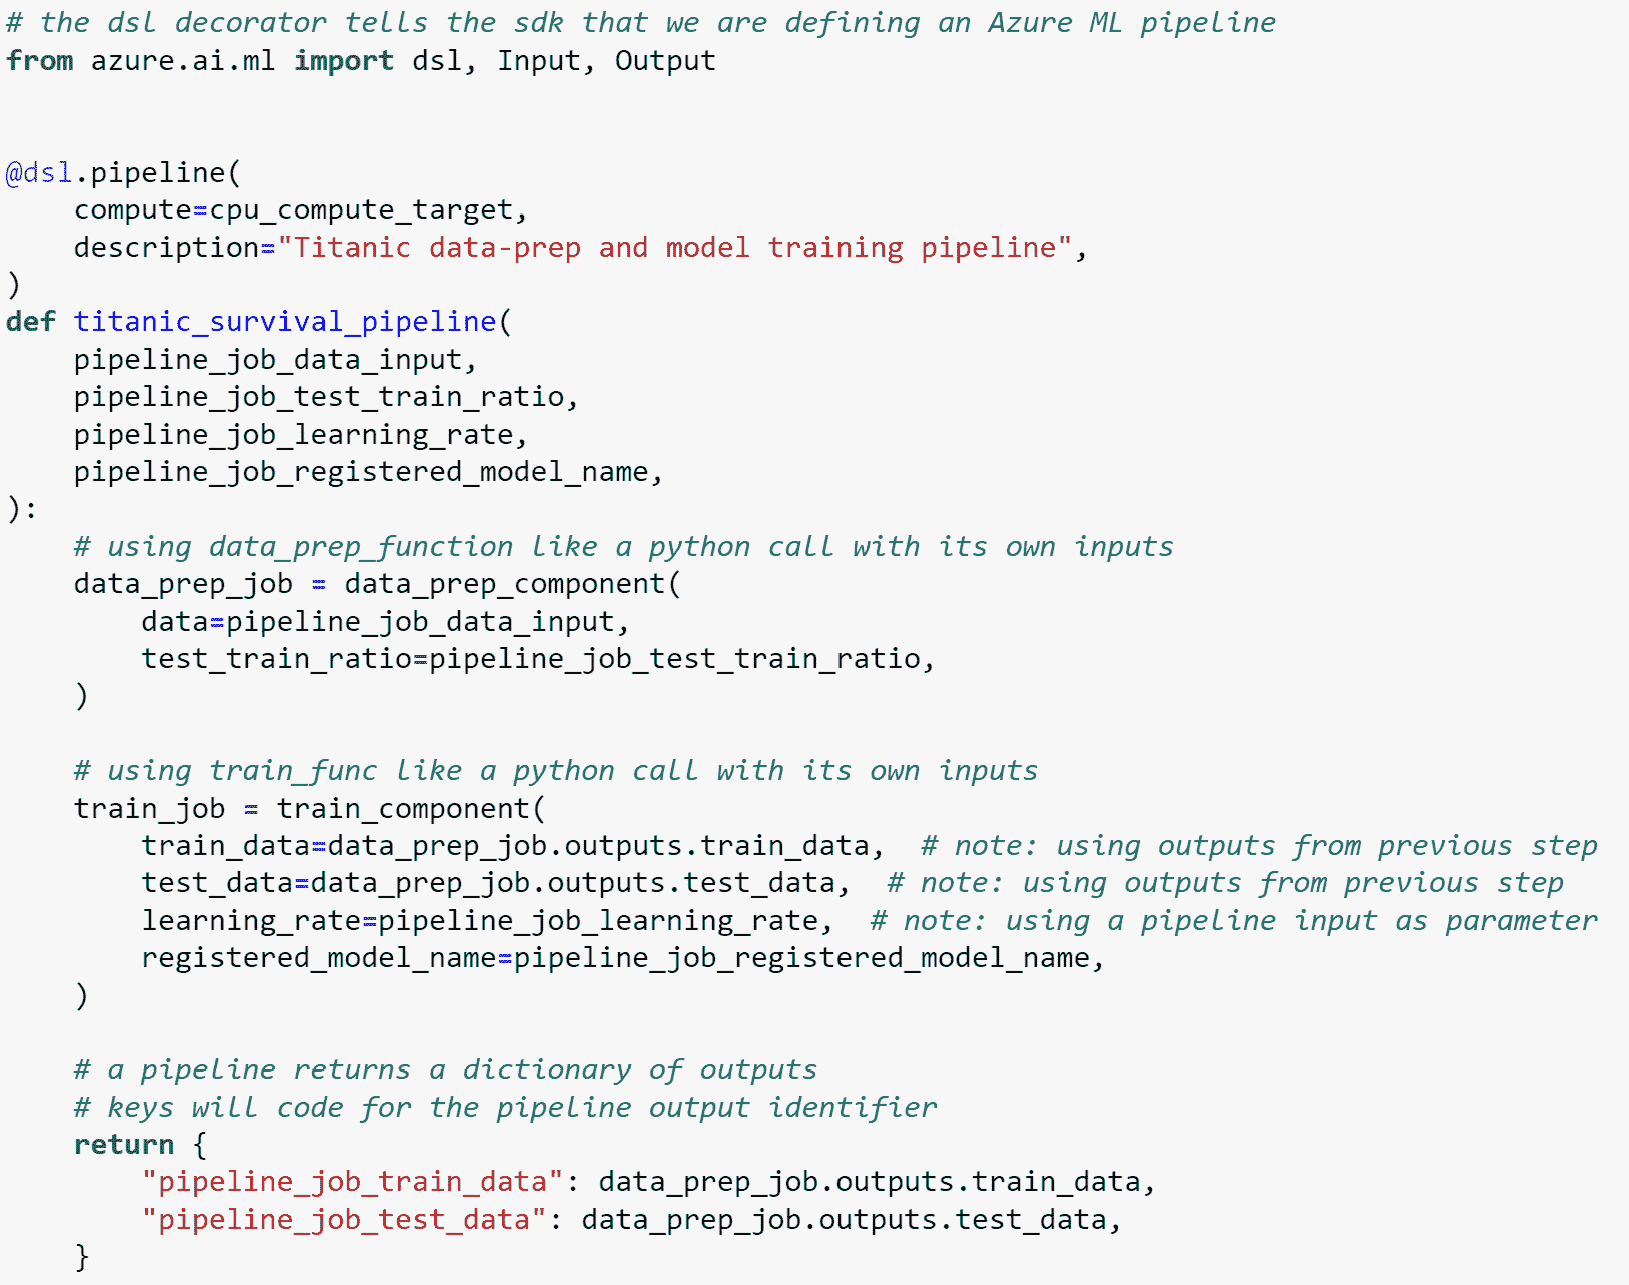 # the dsl decorator tells the sdk that we are defining an Azure ML pipeline
from azure.ai.ml import dsl, Input, Output
@dsl.pipeline(
    compute=cpu_compute_target,
    description="Titanic data-prep and model training pipeline",
)
def titanic_survival_pipeline(
    pipeline_job_data_input,
    pipeline_job_test_train_ratio,
    pipeline_job_learning_rate,
    pipeline_job_registered_model_name,
):
    # using data_prep_function like a python call with its own inputs
    data_prep_job = data_prep_component(
        data=pipeline_job_data_input,
        test_train_ratio=pipeline_job_test_train_ratio,
    )
    # using train_func like a python call with its own inputs
    train_job = train_component(
        train_data=data_prep_job.outputs.train_data,  # note: using outputs from previous step
        test_data=data_prep_job.outputs.test_data,  # note: using outputs from previous step
        learning_rate=pipeline_job_learning_rate,  # note: using a pipeline input as parameter
        registered_model_name=pipeline_job_registered_model_name,
    )
    # a pipeline returns a dictionary of outputs
    # keys will code for the pipeline output identifier
    return {
        "pipeline_job_train_data": data_prep_job.outputs.train_data,
        "pipeline_job_test_data": data_prep_job.outputs.test_data,
    }